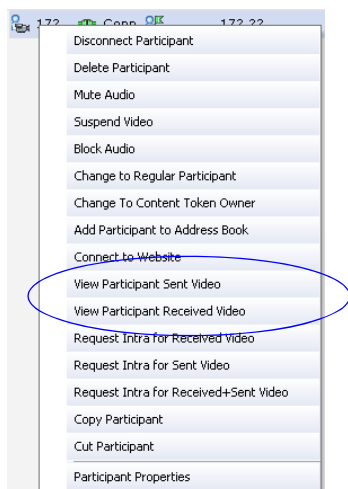 172 Conn 172.22
Disconnect Participant
Delete Participant
Mute Audio
Suspend Video
Block Audio
Change to Regular Participant
Change To Content Token Owner
Add Participant to Address Book
Connect to Website
View Participant Sent Video
View Participant Received Video
Request Intra for Received Video
Request Intra for Sent Video
Request Intra for Received+Sent Video
Copy Participant
Cut Participant
Participant Properties